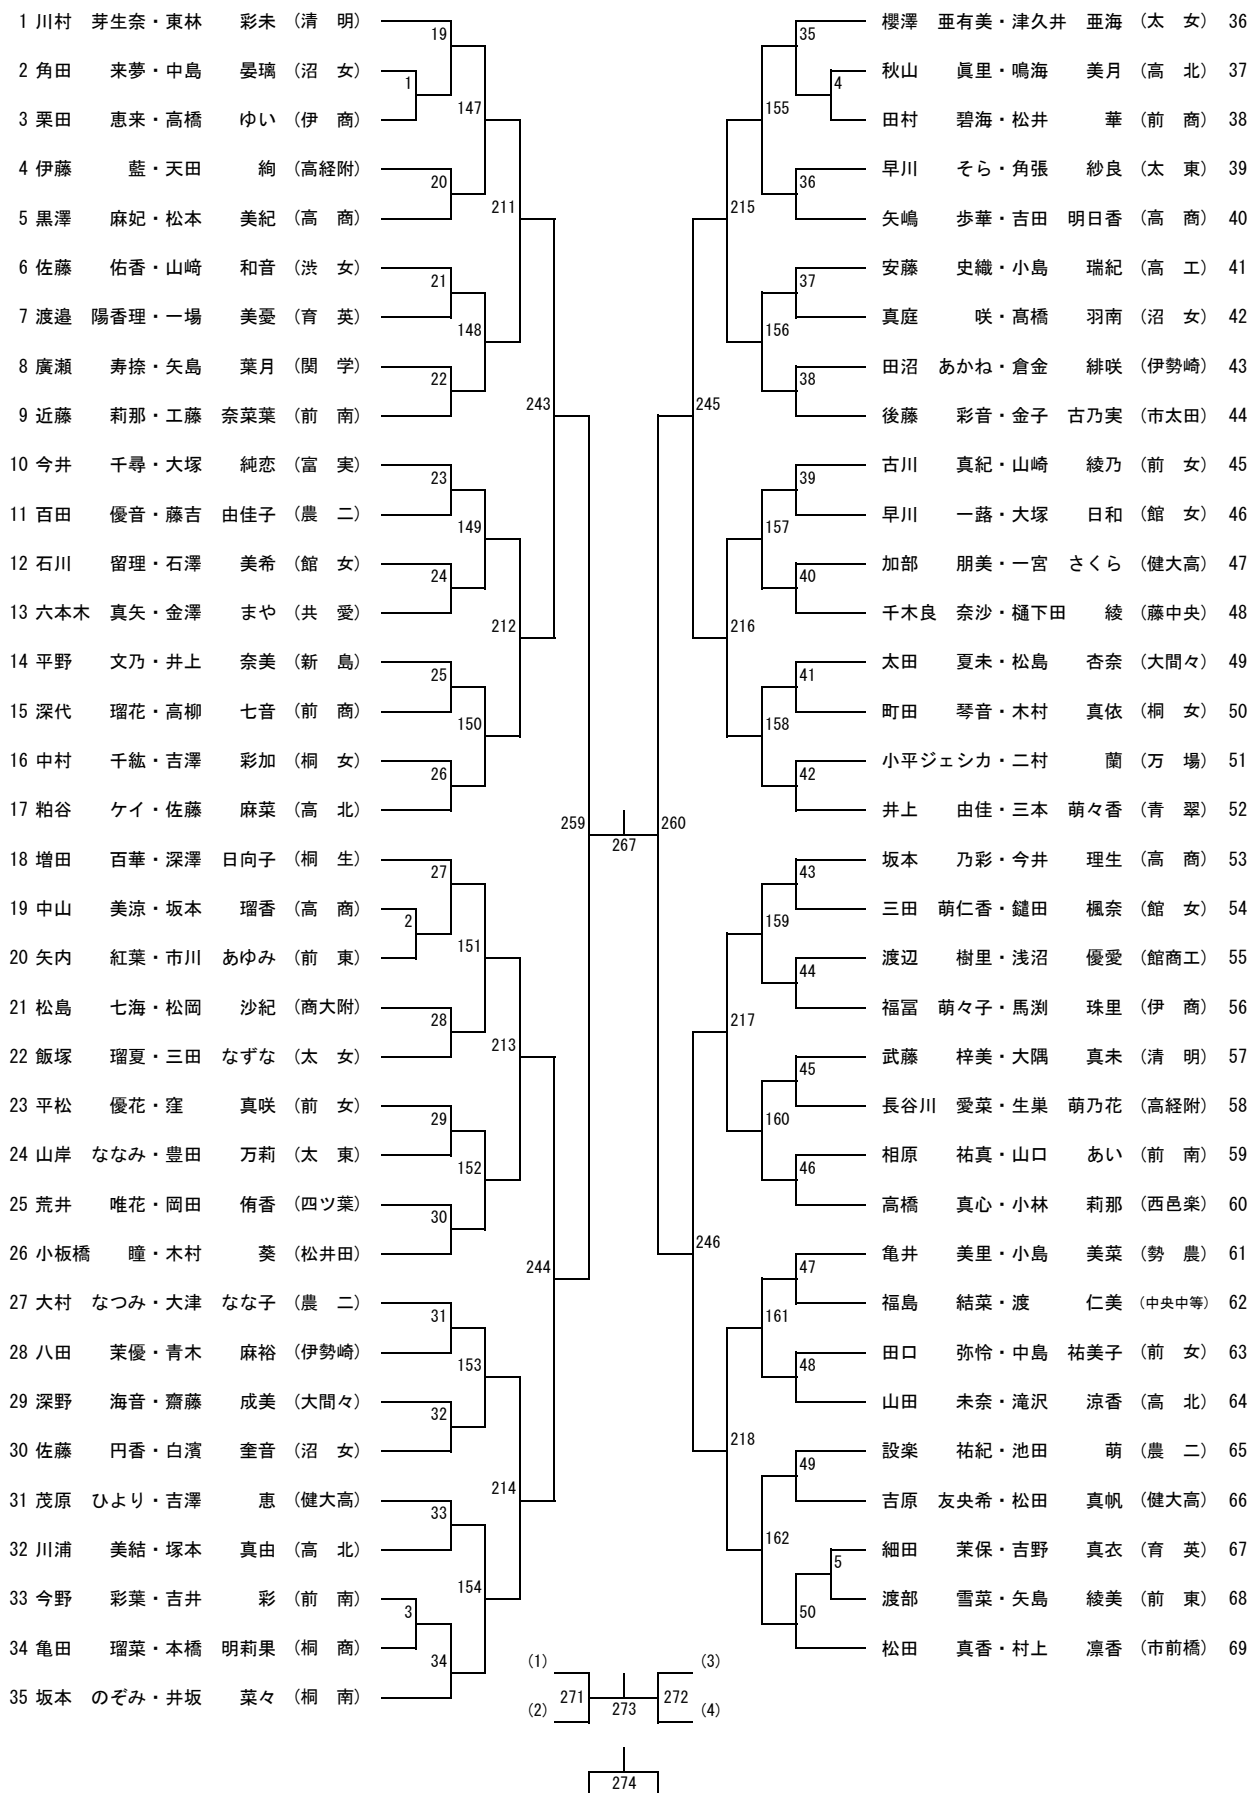 1 川村 芽生奈・東林 彩未 (清 明)
2 角田 来夢・中島 晏璃 (沼 女)
3 栗田 恵来・高橋 ゆい (伊 商)
4 伊藤 藍・天田 絢 (高経附)
5 黒澤 麻妃・松本 美紀 (高 商)
6 佐藤 佑香・山﨑 和音 (渋 女)
7 渡邉 陽香理・一場 美憂 (育 英)
8 廣瀬 寿捺・矢島 葉月 (関 学)
9 近藤 莉那・工藤 奈菜葉 (前 南)
10 今井 千尋・大塚 純恋 (富 実)
11 百田 優音・藤吉 由佳子 (農 二)
12 石川 留理・石澤 美希 (館 女)
13 六本木 真矢・金澤 まや (共 愛)
14 平野 文乃・井上 奈美 (新 島)
15 深代 瑠花・高柳 七音 (前 商)
16 中村 千紘・吉澤 彩加 (桐 女)
17 粕谷 ケイ・佐藤 麻菜 (高 北)
18 増田 百華・深澤 日向子 (桐 生)
19 中山 美涼・坂本 瑠香 (高 商)
20 矢内 紅葉・市川 あゆみ (前 東)
21 松島 七海・松岡 沙紀 (商大附)
22 飯塚 瑠夏・三田 なずな (太 女)
23 平松 優花・窪 真咲 (前 女)
24 山岸 ななみ・豊田 万莉 (太 東)
25 荒井 唯花・岡田 侑香 (四ツ葉)
26 小板橋 瞳・木村 葵 (松井田)
27 大村 なつみ・大津 なな子 (農 二)
28 八田 茉優・青木 麻裕 (伊勢崎)
29 深野 海音・齋藤 成美 (大間々)
30 佐藤 円香・白濱 奎音 (沼 女)
31 茂原 ひより・吉澤 恵 (健大高)
32 川浦 美結・塚本 真由 (高 北)
33 今野 彩葉・吉井 彩 (前 南)
34 亀田 瑠菜・本橋 明莉果 (桐 商)
35 坂本 のぞみ・井坂 菜々 (桐 南)
19
1
147
20
211
21
148
22
243
23
149
24
212
25
150
26
259
27
2
151
28
213
29
152
30
244
31
153
32
214
33
154
3
34
267
260
35
4
155
36
215
37
156
38
245
39
157
40
216
41
158
42
43
159
44
217
45
160
46
246
47
161
48
218
49
162
5
50
櫻澤 亜有美・津久井 亜海 (太 女) 36
秋山 眞里・鳴海 美月 (高 北) 37
田村 碧海・松井 華 (前 商) 38
早川 そら・角張 紗良 (太 東) 39
矢嶋 歩華・吉田 明日香 (高 商) 40
安藤 史織・小島 瑞紀 (高 工) 41
真庭 咲・髙橋 羽南 (沼 女) 42
田沼 あかね・倉金 緋咲 (伊勢崎) 43
後藤 彩音・金子 古乃実 (市太田) 44
古川 真紀・山崎 綾乃 (前 女) 45
早川 一蕗・大塚 日和 (館 女) 46
加部 朋美・一宮 さくら (健大高) 47
千木良 奈沙・樋下田 綾 (藤中央) 48
太田 夏未・松島 杏奈 (大間々) 49
町田 琴音・木村 真依 (桐 女) 50
小平ジェシカ・二村 蘭 (万 場) 51
井上 由佳・三本 萌々香 (青 翠) 52
坂本 乃彩・今井 理生 (高 商) 53
三田 萌仁香・鑓田 楓奈 (館 女) 54
渡辺 樹里・浅沼 優愛 (館商工) 55
福冨 萌々子・馬渕 珠里 (伊 商) 56
武藤 梓美・大隅 真未 (清 明) 57
長谷川 愛菜・生巣 萌乃花 (高経附) 58
相原 祐真・山口 あい (前 南) 59
高橋 真心・小林 莉那 (西邑楽) 60
亀井 美里・小島 美菜 (勢 農) 61
福島 結菜・渡 仁美 (中央中等) 62
田口 弥怜・中島 祐美子 (前 女) 63
山田 未奈・滝沢 涼香 (高 北) 64
設楽 祐紀・池田 萌 (農 二) 65
吉原 友央希・松田 真帆 (健大高) 66
細田 茉保・吉野 真衣 (育 英) 67
渡部 雪菜・矢島 綾美 (前 東) 68
松田 真香・村上 凛香 (市前橋) 69
(1) (3)
271 273 272
(2) (4)
274